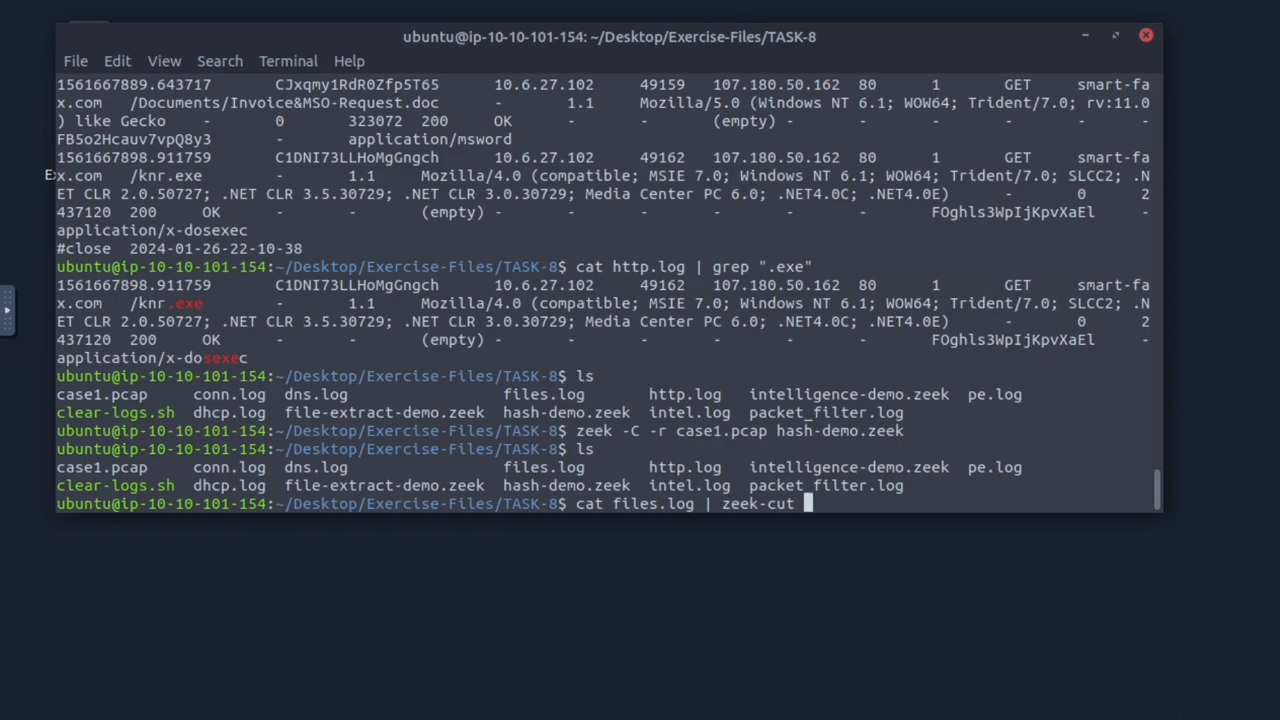 ubuntu@ip-10-10-101-154: ~/Desktop/Exercise-Files/TASK-8
File Edit View Search Terminal Help
1561667889.643717 CJxqmy1RdR0Zfp5T65 10.6.27.102 49159 107.180.50.162 80 1 GET smart-fa
x.com /Documents/Invoice&MSO-Request.doc - 1.1 Mozilla/5.0 (Windows NT 6.1; WOW64; Trident/7.0; rv:11.0
) like Gecko - 0 323072 200 OK - - (empty) - - - - -
FB5o2Hcauv7vpQ8y3 - application/msword
1561667898.911759 C1DNI73LLHoMgGngch 10.6.27.102 49162 107.180.50.162 80 1 GET smart-fa
x.com /knr.exe - 1.1 Mozilla/4.0 (compatible; MSIE 7.0; Windows NT 6.1; WOW64; Trident/7.0; SLCC2; .N
ET CLR 2.0.50727; .NET CLR 3.5.30729; .NET CLR 3.0.30729; Media Center PC 6.0; .NET4.0C; .NET4.0E) - 0 2
437120 200 OK - - (empty) - - - - - FOghls3WpIjKpvXaEl -
application/x-dosexec
#close 2024-01-26-22-10-38
ubuntu@ip-10-10-101-154:~/Desktop/Exercise-Files/TASK-8$ cat http.log | grep ".exe"
1561667898.911759 C1DNI73LLHoMgGngch 10.6.27.102 49162 107.180.50.162 80 1 GET smart-fa
x.com /knr.exe - 1.1 Mozilla/4.0 (compatible; MSIE 7.0; Windows NT 6.1; WOW64; Trident/7.0; SLCC2; .N
ET CLR 2.0.50727; .NET CLR 3.5.30729; .NET CLR 3.0.30729; Media Center PC 6.0; .NET4.0C; .NET4.0E) - 0 2
437120 200 OK - - (empty) - - - - - FOghls3WpIjKpvXaEl -
application/x-dosexec
ubuntu@ip-10-10-101-154:~/Desktop/Exercise-Files/TASK-8$ ls
case1.pcap conn.log dns.log files.log http.log intelligence-demo.zeek pe.log
clear-logs.sh dhcp.log file-extract-demo.zeek hash-demo.zeek intel.log packet_filter.log
ubuntu@ip-10-10-101-154:~/Desktop/Exercise-Files/TASK-8$ zeek -C -r case1.pcap hash-demo.zeek
ubuntu@ip-10-10-101-154:~/Desktop/Exercise-Files/TASK-8$ ls
case1.pcap conn.log dns.log files.log http.log intelligence-demo.zeek pe.log
clear-logs.sh dhcp.log file-extract-demo.zeek hash-demo.zeek intel.log packet_filter.log
ubuntu@ip-10-10-101-154:~/Desktop/Exercise-Files/TASK-8$ cat files.log | zeek-cut